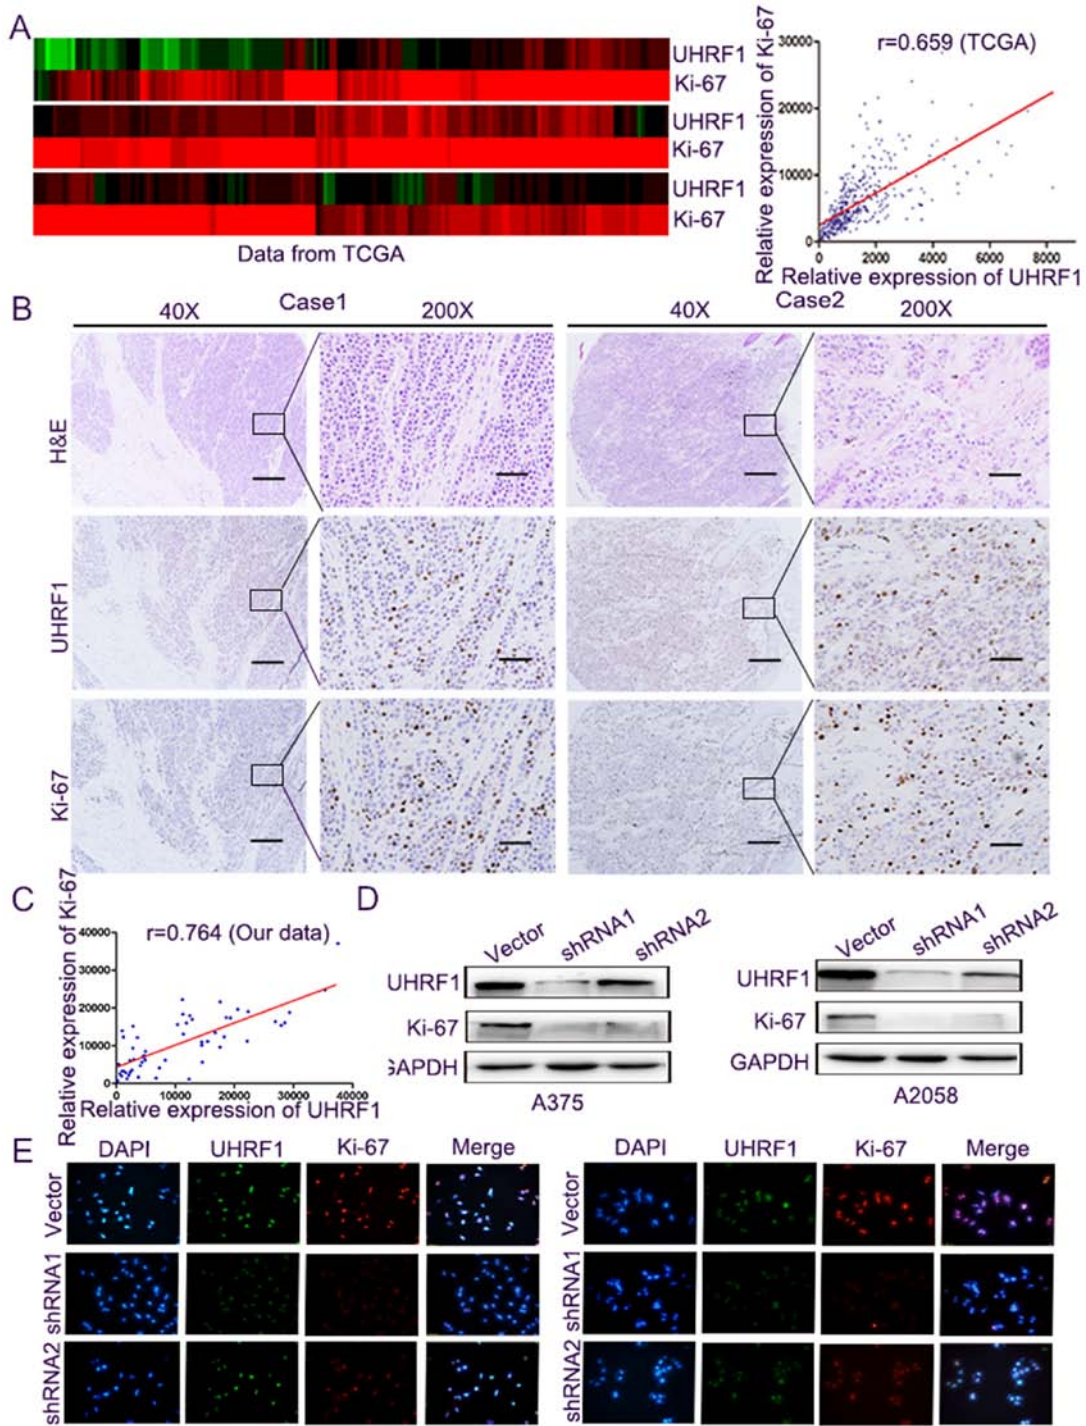 A
UHRF1
Ki-67
UHRF1
Ki-67
UHRF1
Ki-67
Data from TCGA
Relative expression of Ki-67
r=0.659 (TCGA)
30000
20000
10000
0
0 2000 4000 6000 8000
Relative expression of UHRF1
B
Case1
40X 200X
Case2
40X 200X
H&E
UHRF1
Ki-67
C
Relative expression of Ki-67
r=0.764 (Our data)
40000
30000
20000
10000
0
0 10000 20000 30000 40000
Relative expression of UHRF1
D
Vector shRNA1 shRNA2
UHRF1
Ki-67
GAPDH
A375
Vector shRNA1 shRNA2
UHRF1
Ki-67
GAPDH
A2058
E
DAPI UHRF1 Ki-67 Merge
Vector
shRNA1
shRNA2
DAPI UHRF1 Ki-67 Merge
Vector
shRNA1
shRNA2